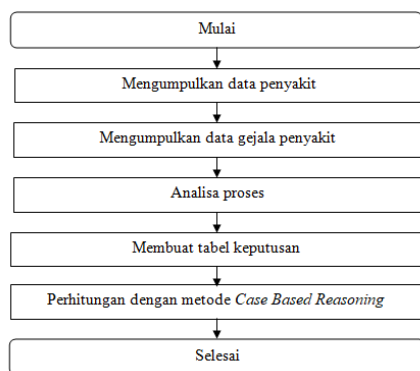 Mulai
Mengumpulkan data penyakit
Mengumpulkan data gejala penyakit
Analisa proses
Membuat tabel keputusan
Perhitungan dengan metode Case Based Reasoning
Selesai